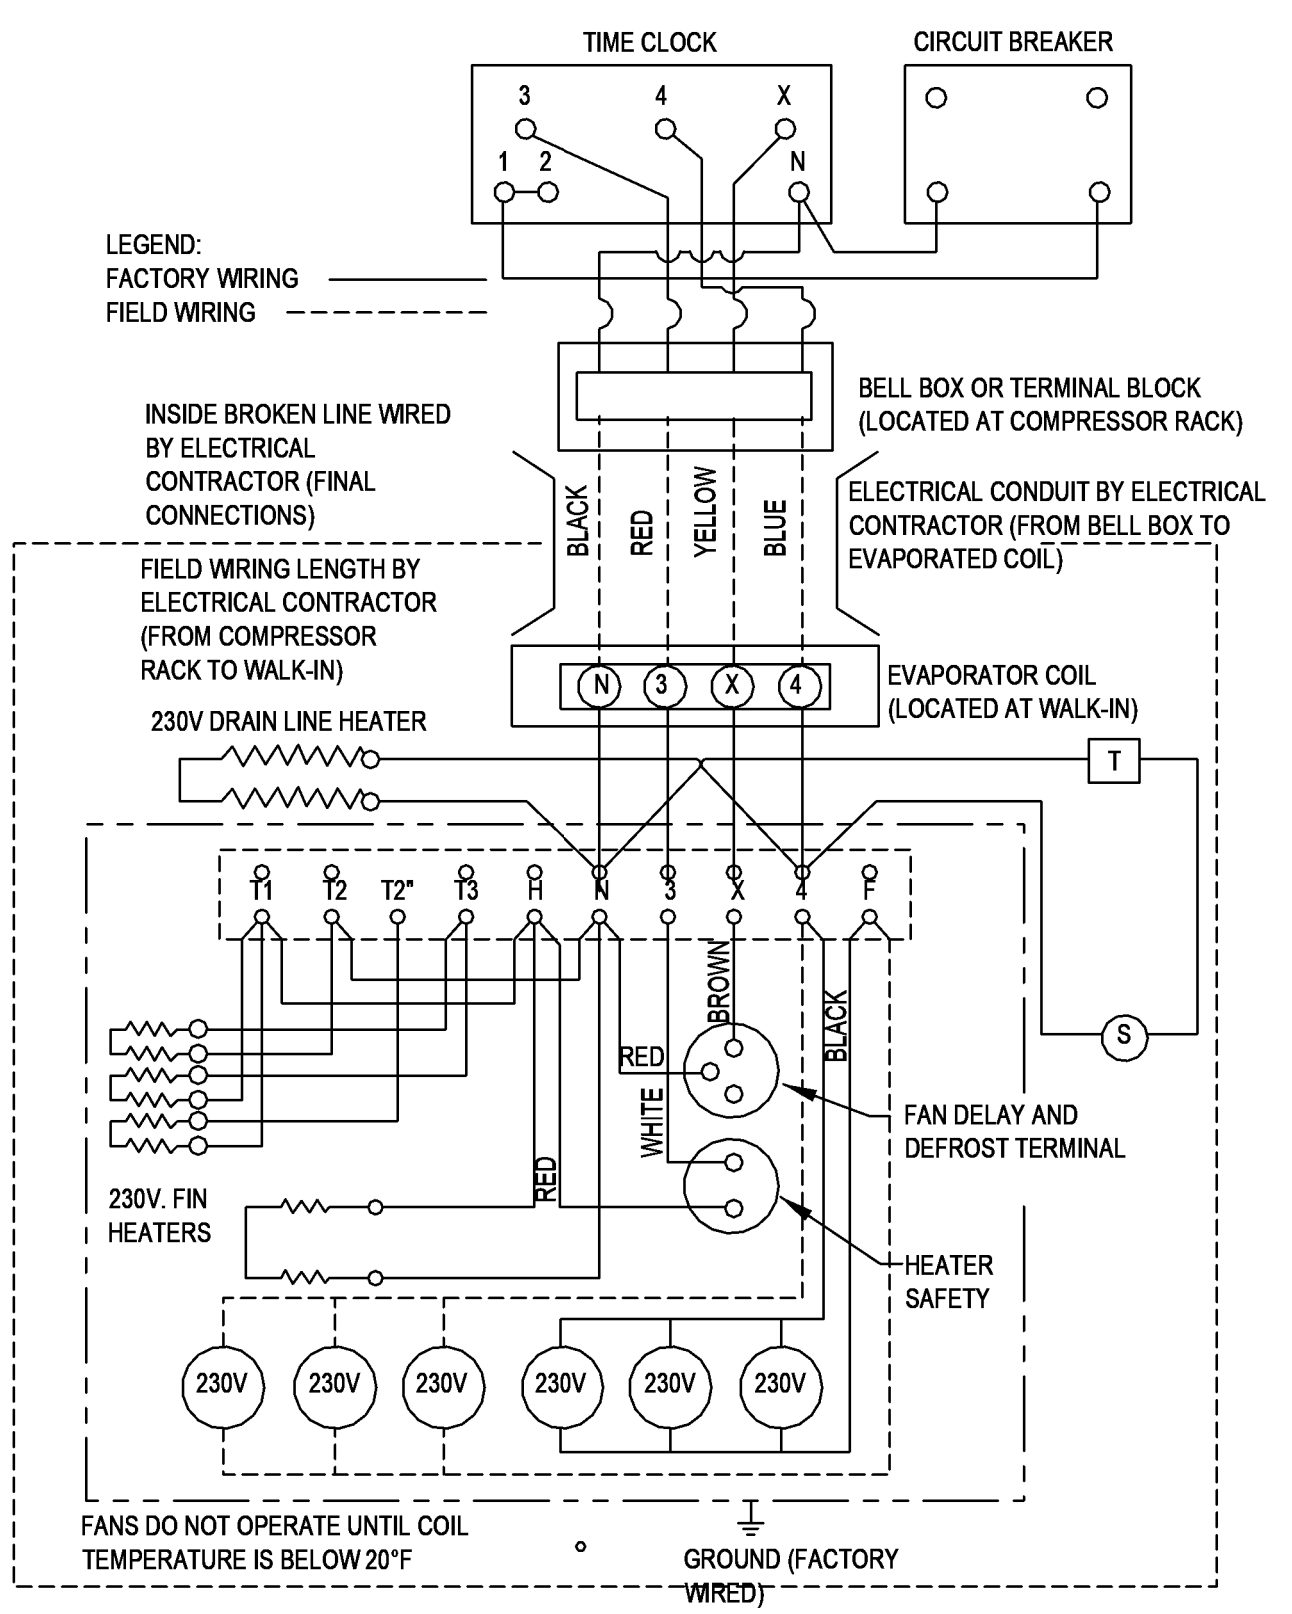 TIME CLOCK
CIRCUIT BREAKER
3 4 X
1 2 N
LEGEND:
FACTORY WIRING
FIELD WIRING
BELL BOX OR TERMINAL BLOCK
(LOCATED AT COMPRESSOR RACK)
INSIDE BROKEN LINE WIRED
BY ELECTRICAL
CONTRACTOR (FINAL
CONNECTIONS)
BLACK
RED
YELLOW
BLUE
ELECTRICAL CONDUIT BY ELECTRICAL
CONTRACTOR (FROM BELL BOX TO
EVAPORATED COIL)
FIELD WIRING LENGTH BY
ELECTRICAL CONTRACTOR
(FROM COMPRESSOR
RACK TO WALK-IN)
N 3 X 4
EVAPORATOR COIL
(LOCATED AT WALK-IN)
230V DRAIN LINE HEATER
T
T1 T2 T2" T3 H N 3 X 4 F
BROWN
BLACK
S
RED
WHITE
FAN DELAY AND
DEFROST TERMINAL
RED
230V. FIN
HEATERS
HEATER
SAFETY
230V 230V 230V 230V 230V 230V
FANS DO NOT OPERATE UNTIL COIL
TEMPERATURE IS BELOW 20°F
GROUND (FACTORY
WIRED)